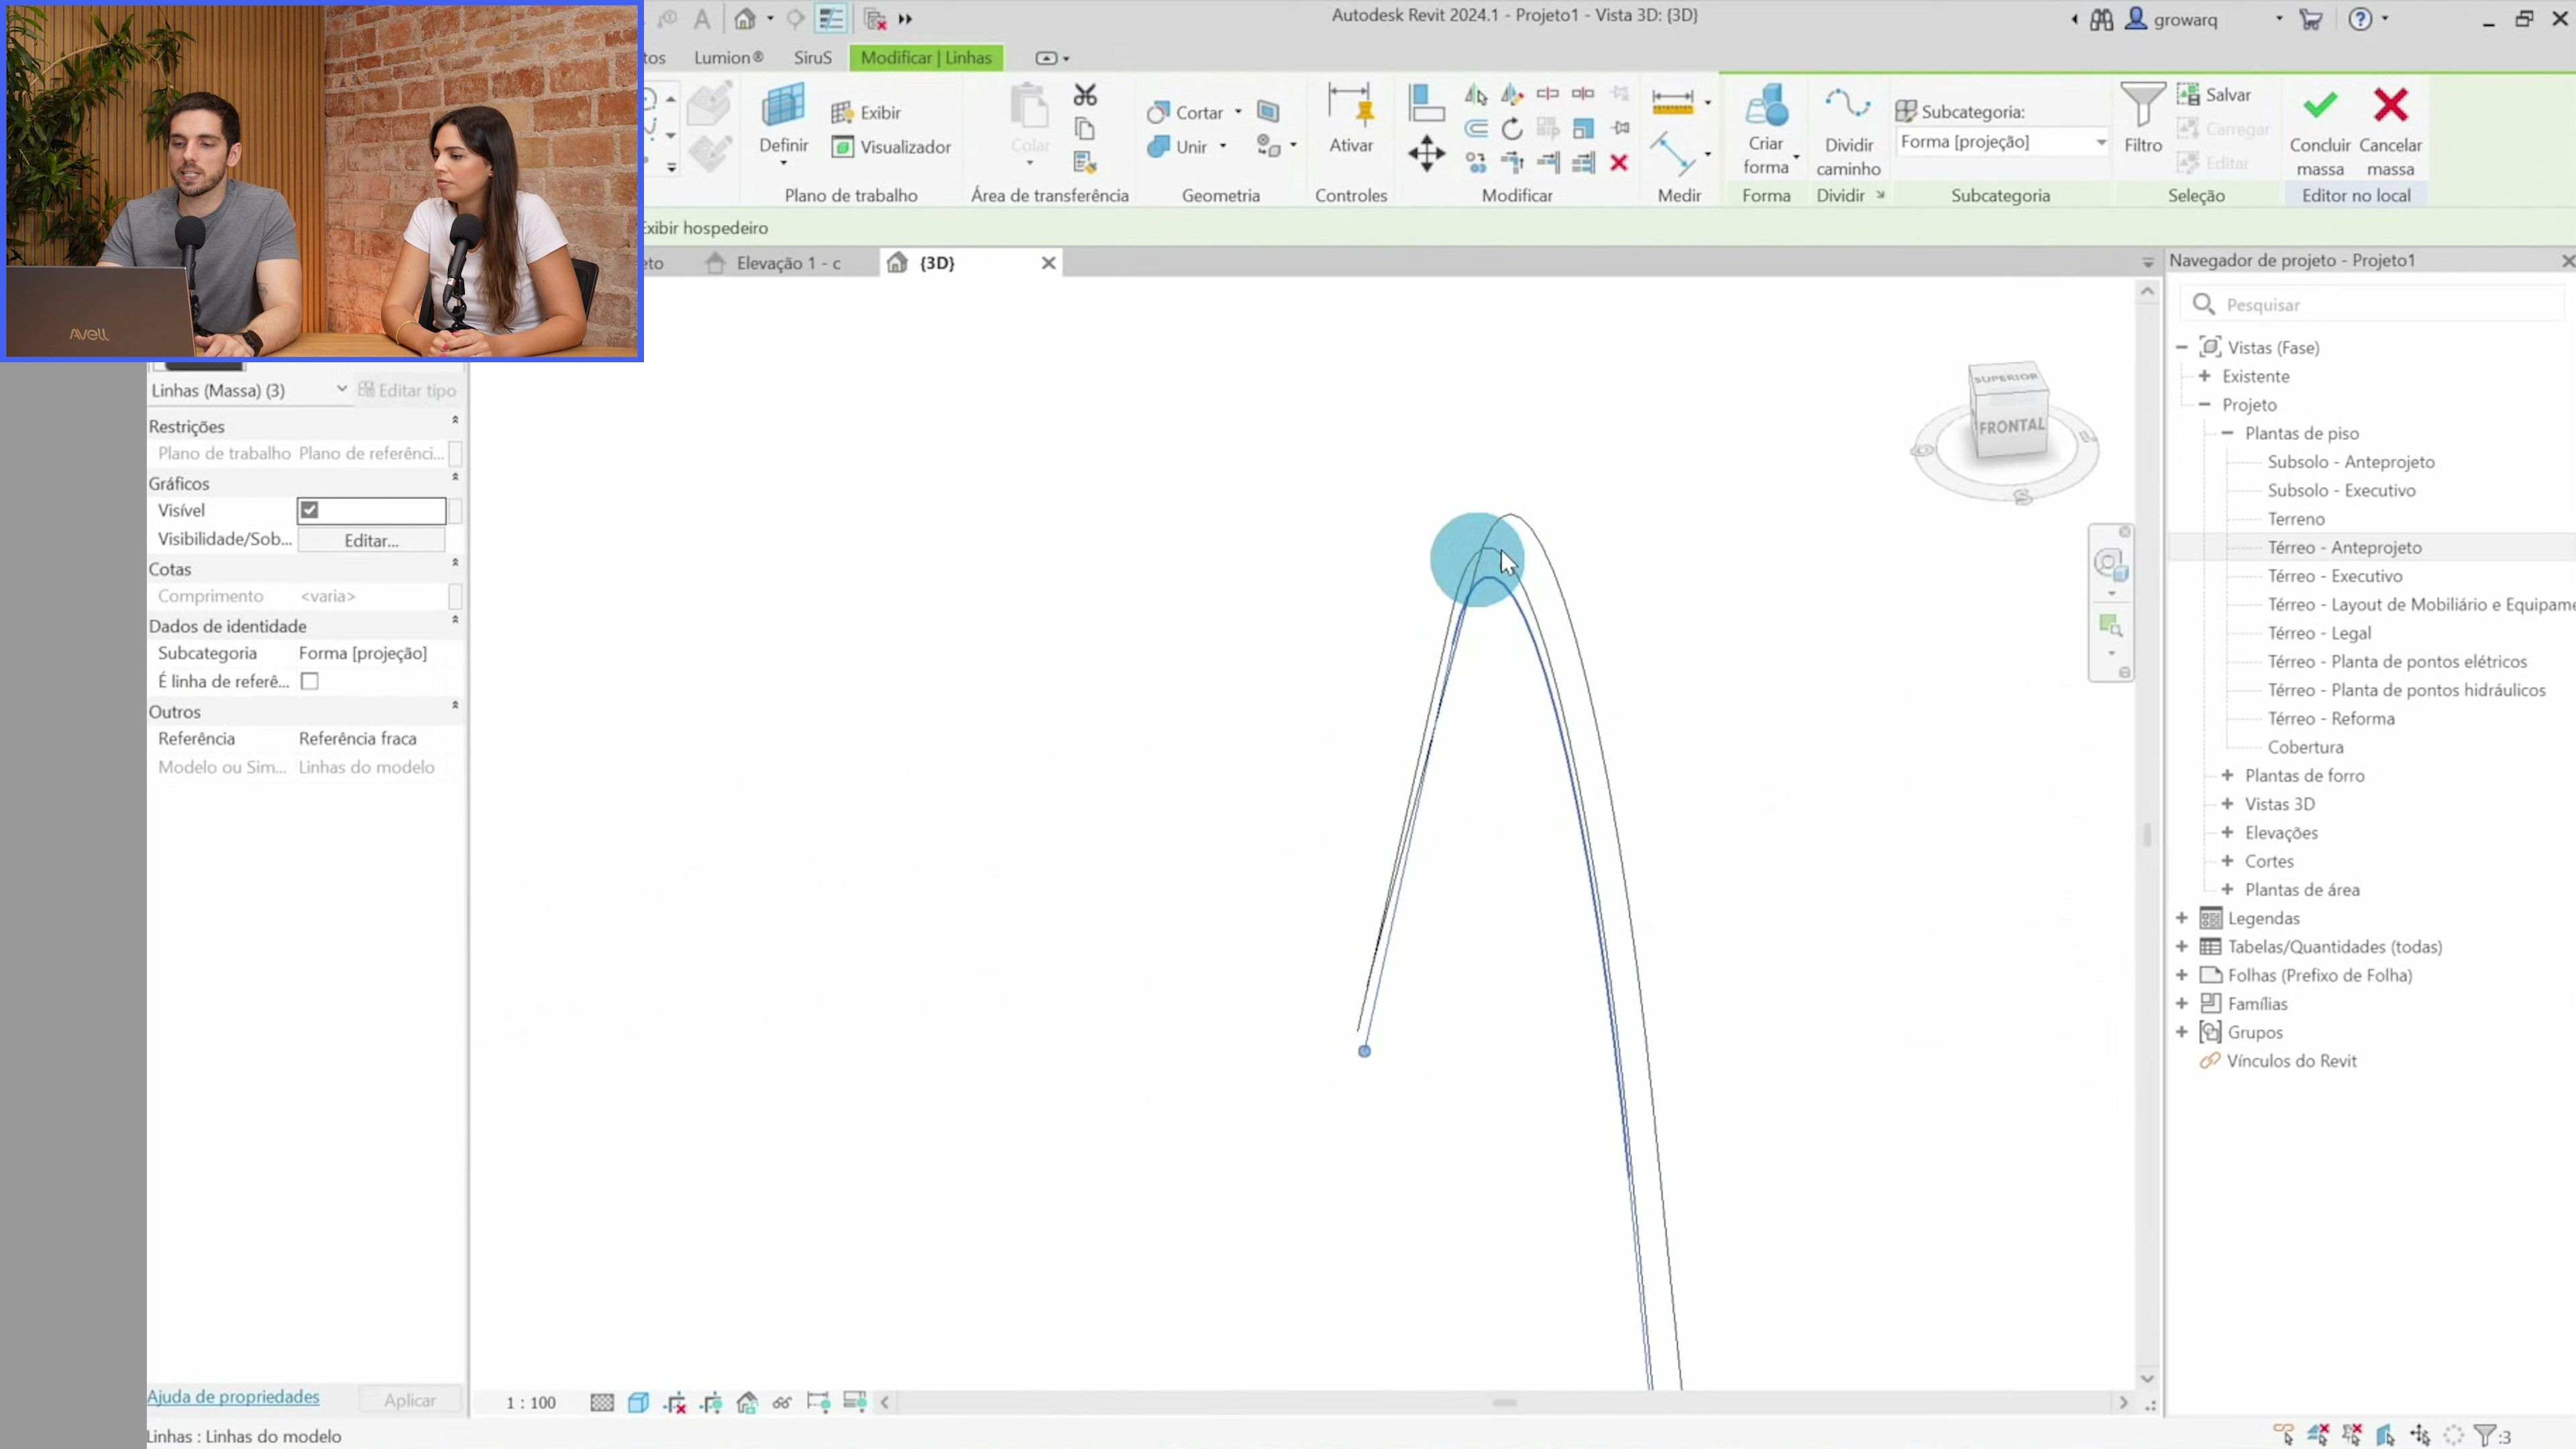 Autodesk Revit 2024.1 - Projeto1 - Vista 3D: {3D}
growarq
Lumion®
SiruS
Modificar | Linhas
Definir
Exibir
Visualizador
Plano de trabalho
Colar
Área de transferência
Cortar
Unir
Geometria
Ativar
Controles
Modificar
Medir
Criar
forma
Forma
Dividir
caminho
Dividir
Subcategoria:
Forma [projeção]
Subcategoria
Filtro
Salvar
Carregar
Editar
Seleção
Concluir
massa
Cancelar
massa
Editor no local
Exibir hospedeiro
Elevação 1 - c
{3D}
Avell
Linhas (Massa) (3)
Editar tipo
Restrições
Plano de trabalho
Plano de referênci...
Gráficos
Visível
Visibilidade/Sob...
Editar...
Cotas
Comprimento
<varia>
Dados de identidade
Subcategoria
Forma [projeção]
É linha de referê...
Outros
Referência
Referência fraca
Modelo ou Sim...
Linhas do modelo
Ajuda de propriedades
Aplicar
SUPERIOR
FRONTAL
S
1 : 100
Linhas : Linhas do modelo
Navegador de projeto - Projeto1
Pesquisar
Vistas (Fase)
Existente
Projeto
Plantas de piso
Subsolo - Anteprojeto
Subsolo - Executivo
Terreno
Térreo - Anteprojeto
Térreo - Executivo
Térreo - Layout de Mobiliário e Equipame
Térreo - Legal
Térreo - Planta de pontos elétricos
Térreo - Planta de pontos hidráulicos
Térreo - Reforma
Cobertura
Plantas de forro
Vistas 3D
Elevações
Cortes
Plantas de área
Legendas
Tabelas/Quantidades (todas)
Folhas (Prefixo de Folha)
Famílias
Grupos
Vínculos do Revit
:3